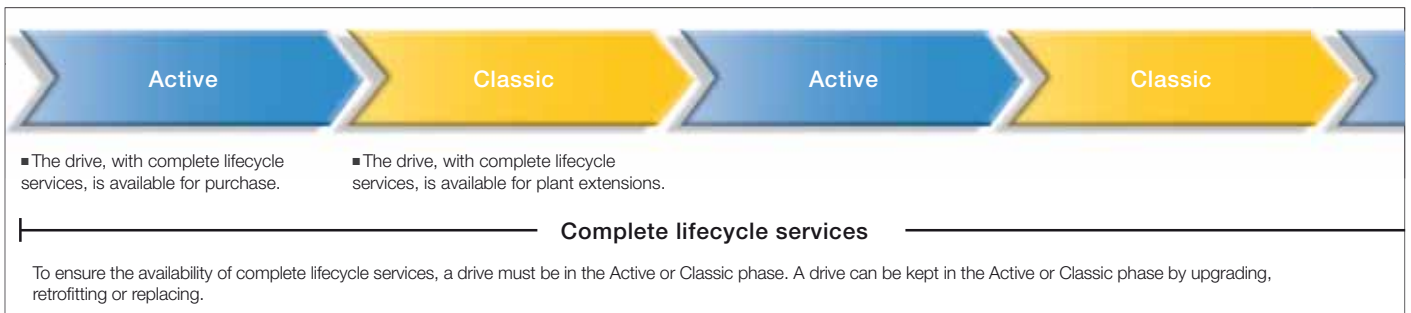 Active
Classic
Active
Classic
■ The drive, with complete lifecycle
services, is available for purchase.
■ The drive, with complete lifecycle
services, is available for plant extensions.
Complete lifecycle services
To ensure the availability of complete lifecycle services, a drive must be in the Active or Classic phase. A drive can be kept in the Active or Classic phase by upgrading,
retrofitting or replacing.